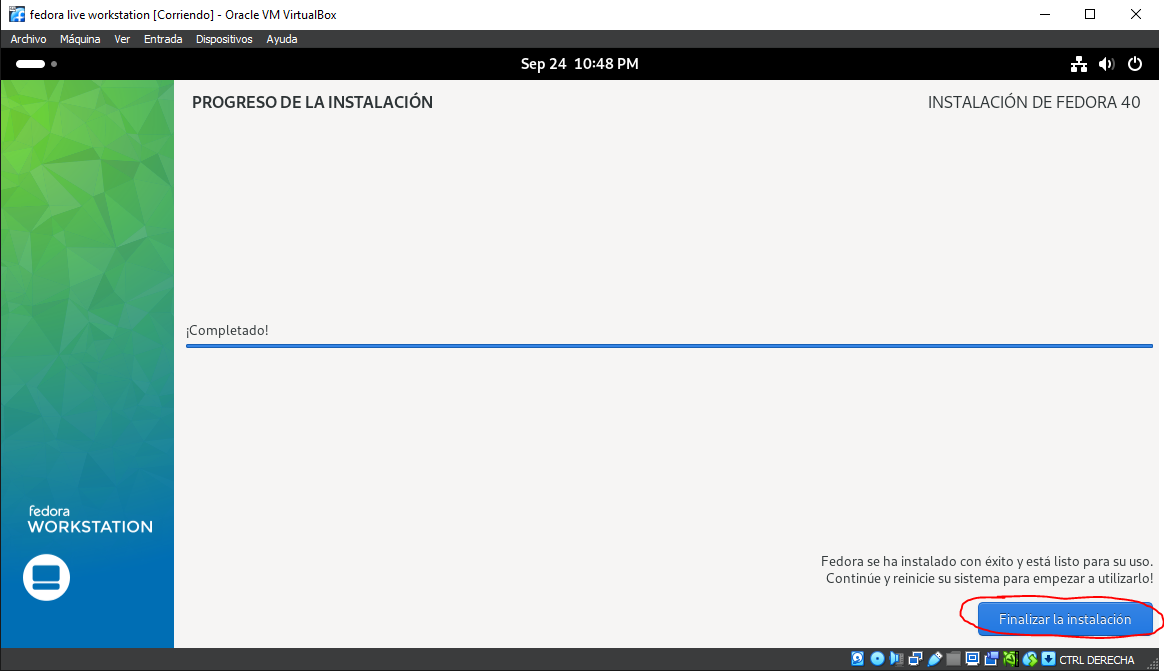 fedora live workstation [Corriendo] - Oracle VM VirtualBox
Archivo Máquina Ver Entrada Dispositivos Ayuda
Sep 24 10:48 PM
PROGRESO DE LA INSTALACIÓN
INSTALACIÓN DE FEDORA 40
¡Completado!
fedora
WORKSTATION
Fedora se ha instalado con éxito y está listo para su uso.
Continúe y reinicie su sistema para empezar a utilizarlo!
Finalizar la instalación
CTRL DERECHA